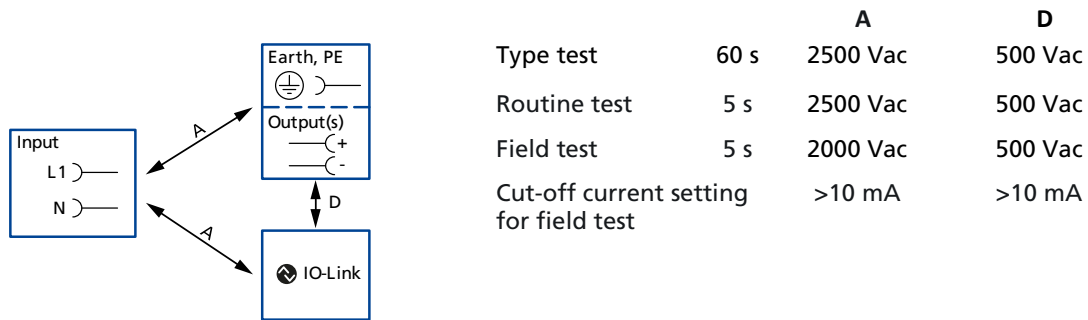 Input
L1
N
A
A
Earth, PE
Output(s)
+
-
D
IO-Link
A D
Type test 60 s 2500 Vac 500 Vac
Routine test 5 s 2500 Vac 500 Vac
Field test 5 s 2000 Vac 500 Vac
Cut-off current setting >10 mA >10 mA
for field test